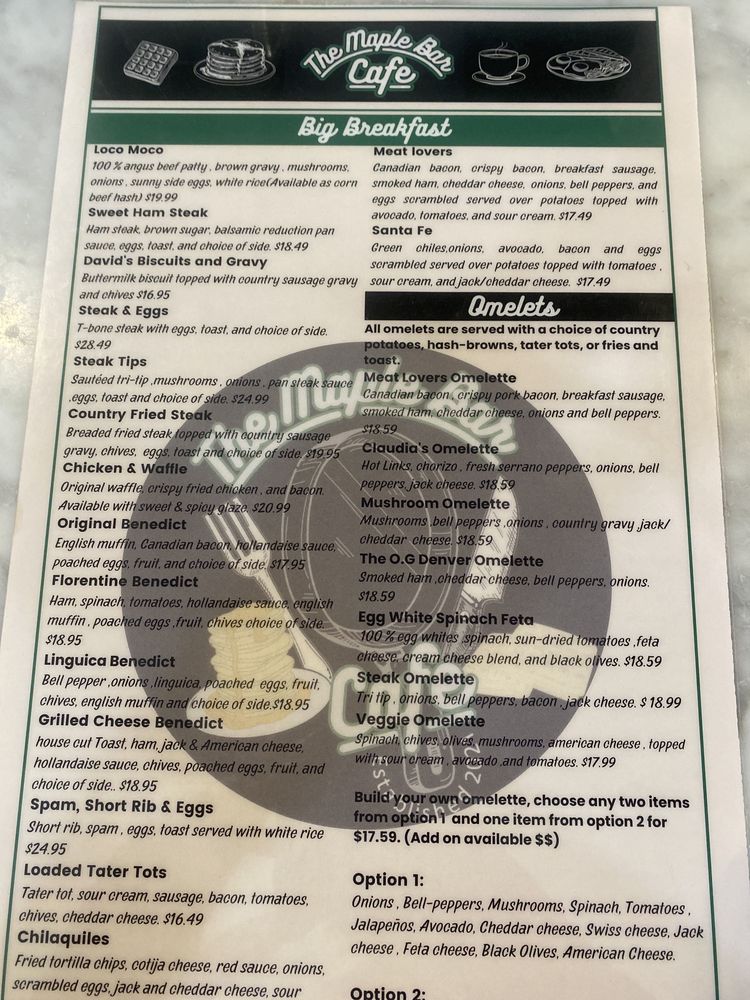 The Maple Bar
Cafe
Big Breakfast
Loco Moco
100 % angus beef patty , brown gravy , mushrooms,
onions , sunny side eggs, white rice(Available as corn
beef hash) $19.99
Sweet Ham Steak
Ham steak, brown sugar, balsamic reduction pan
sauce, eggs, toast, and choice of side. $18.49
David's Biscuits and Gravy
Buttermilk biscuit topped with country sausage gravy
and chives $16.95
Steak & Eggs
T-bone steak with eggs, toast, and choice of side.
$28.49
Steak Tips
Sautéed tri-tip ,mushrooms , onions , pan steak sauce
,eggs, toast and choice of side. $24.99
Country Fried Steak
Breaded fried steak topped with country sausage
gravy, chives, eggs, toast and choice of side. $19.95
Chicken & Waffle
Original waffle, crispy fried chicken , and bacon.
Available with sweet & spicy glaze. $20.99
Original Benedict
English muffin, Canadian bacon, hollandaise sauce,
poached eggs, fruit, and choice of side. $17.95
Florentine Benedict
Ham, spinach, tomatoes, hollandaise sauce, english
muffin , poached eggs ,fruit, chives choice of side.
$18.95
Linguica Benedict
Bell pepper ,onions ,linguica, poached eggs, fruit,
chives, english muffin and choice of side.$18.95
Grilled Cheese Benedict
house cut Toast, ham, jack & American cheese,
hollandaise sauce, chives, poached eggs, fruit, and
choice of side.. $18.95
Spam, Short Rib & Eggs
Short rib, spam , eggs, toast served with white rice
$24.95
Loaded Tater Tots
Tater tot, sour cream, sausage, bacon, tomatoes,
chives, cheddar cheese. $16.49
Chilaquiles
Fried tortilla chips, cotija cheese, red sauce, onions,
scrambled eggs, jack and cheddar cheese, sour
Meat lovers
Canadian bacon, crispy bacon, breakfast sausage,
smoked ham, cheddar cheese, onions, bell peppers, and
eggs scrambled served over potatoes topped with
avocado, tomatoes, and sour cream. $17.49
Santa Fe
Green chiles,onions, avocado, bacon and eggs
scrambled served over potatoes topped with tomatoes ,
sour cream, and jack/cheddar cheese. $17.49
Omelets
All omelets are served with a choice of country
potatoes, hash-browns, tater tots, or fries and
toast.
Meat Lovers Omelette
Canadian bacon , crispy pork bacon, breakfast sausage,
smoked ham, cheddar cheese, onions and bell peppers.
$18.59
Claudia's Omelette
Hot Links, chorizo , fresh serrano peppers, onions, bell
peppers, jack cheese. $18.59
Mushroom Omelette
Mushrooms ,bell peppers ,onions , country gravy jack/
cheddar cheese. $18.59
The O.G Denver Omelette
Smoked ham ,cheddar cheese, bell peppers, onions.
$18.59
Egg White Spinach Feta
100 % egg whites ,spinach, sun-dried tomatoes ,feta
cheese, cream cheese blend, and black olives. $18.59
Steak Omelette
Tri tip , onions, bell peppers, bacon , jack cheese. $ 18.99
Veggie Omelette
Spinach, chives, olives, mushrooms, american cheese , topped
with sour cream , avocado ,and tomatoes. $17.99
Build your own omelette, choose any two items
from option 1 and one item from option 2 for
$17.59. (Add on available $$)
Option 1:
Onions , Bell-peppers, Mushrooms, Spinach, Tomatoes ,
Jalapeños, Avocado, Cheddar cheese, Swiss cheese, Jack
cheese , Feta cheese, Black Olives, American Cheese.
Option 2:
The Maple Bar
Cafe